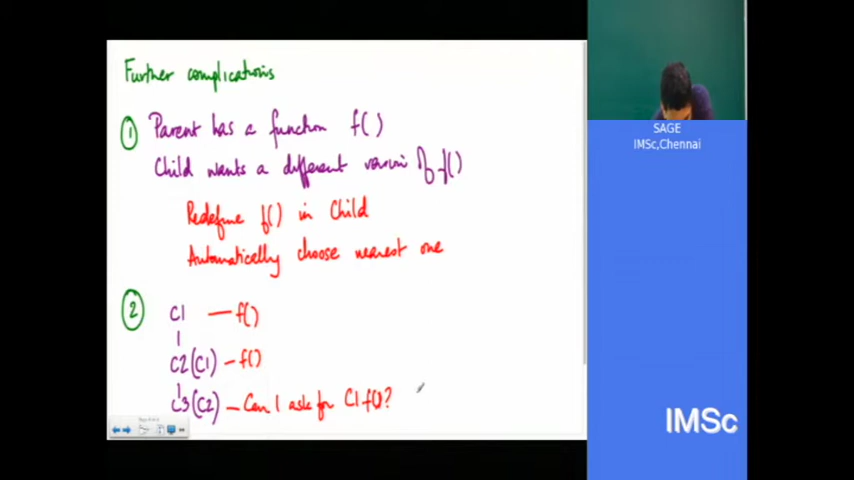 Further complications
① Parent has a function f()
Child wants a different version of f()
Redefine f() in Child
Automatically choose nearest one
② C1 — f()
C2(C1) — f()
C3(C2) — Can I ask for C1 f()?
SAGE
IMSc,Chennai
IMSc